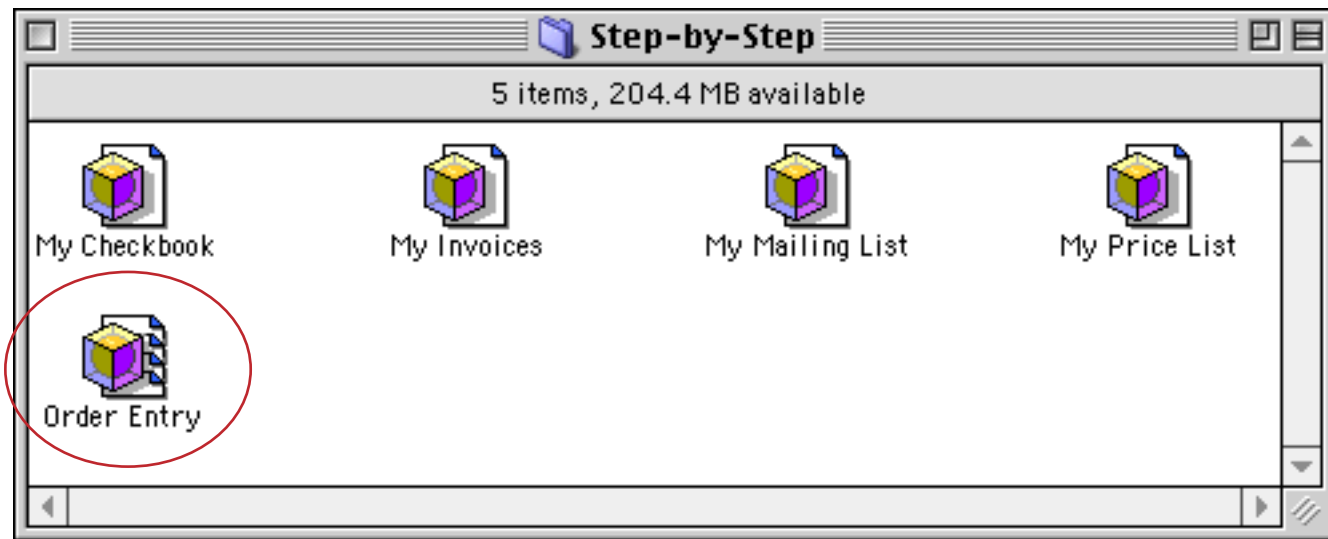 Step-by-Step
5 items, 204.4 MB available
My Checkbook
My Invoices
My Mailing List
My Price List
Order Entry